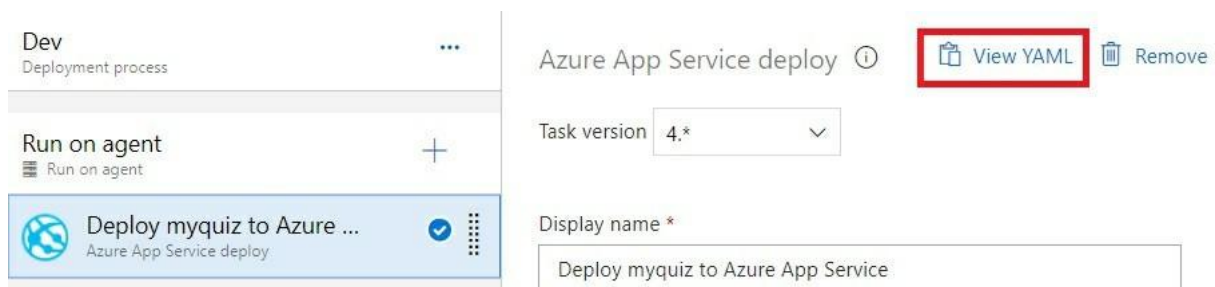 Dev
Deployment process
Run on agent
Run on agent
Deploy myquiz to Azure ...
Azure App Service deploy
Azure App Service deploy
View YAML
Remove
Task version 4.*
Display name *
Deploy myquiz to Azure App Service